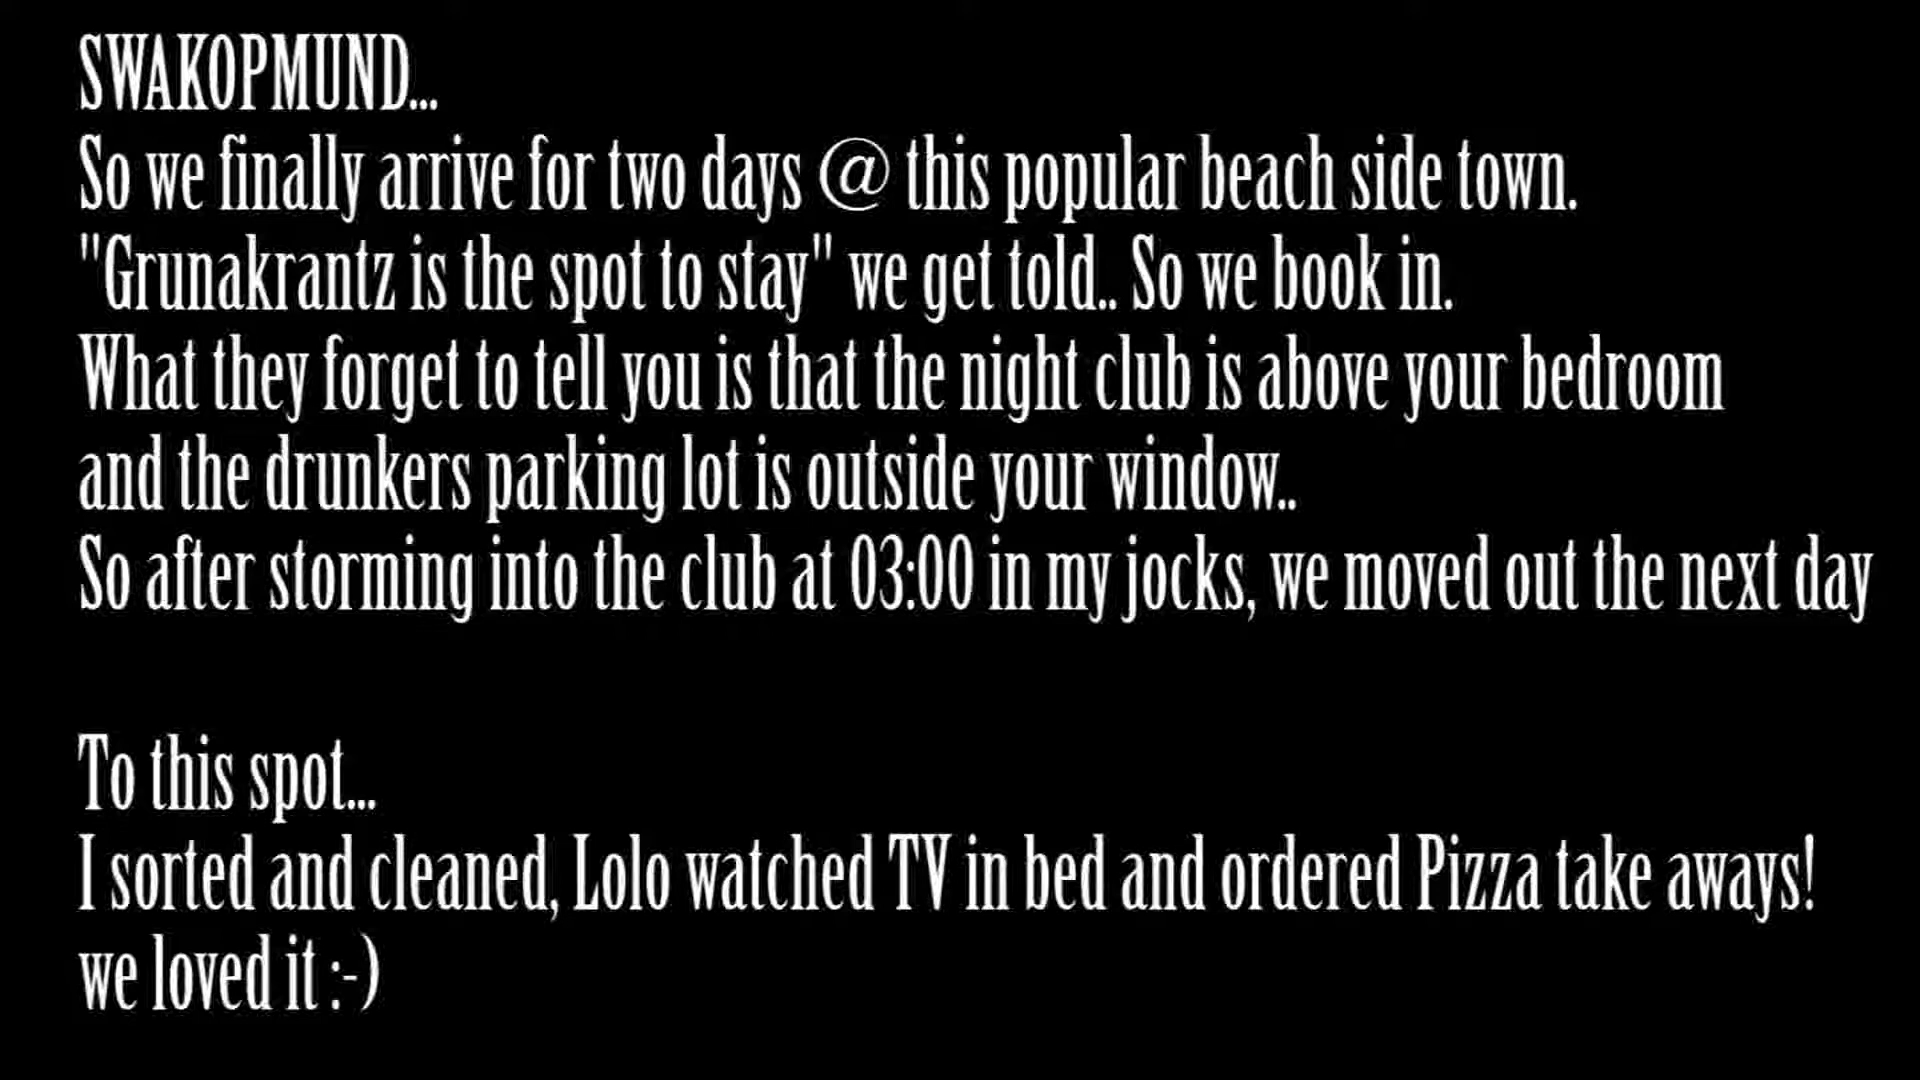 SWAKOPMUND...
So we finally arrive for two days @ this popular beach side town.
"Grunakrantz is the spot to stay" we get told.. So we book in.
What they forget to tell you is that the night club is above your bedroom
and the drunkers parking lot is outside your window..
So after storming into the club at 03:00 in my jocks, we moved out the next day
To this spot...
I sorted and cleaned, Lolo watched TV in bed and ordered Pizza take aways!
we loved it :-)